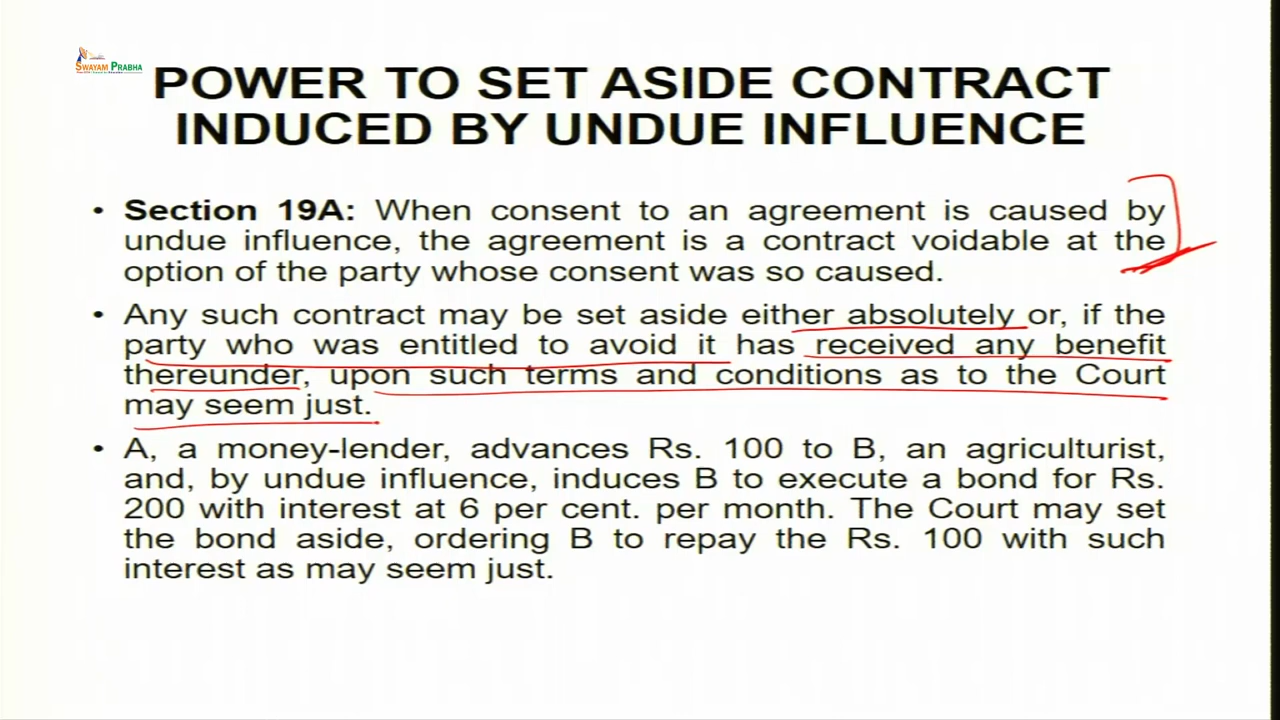 SWAYAM PRABHA
POWER TO SET ASIDE CONTRACT
INDUCED BY UNDUE INFLUENCE
• Section 19A: When consent to an agreement is caused by
undue influence, the agreement is a contract voidable at the
option of the party whose consent was so caused.
• Any such contract may be set aside either absolutely or, if the
party who was entitled to avoid it has received any benefit
thereunder, upon such terms and conditions as to the Court
may seem just.
• A, a money-lender, advances Rs. 100 to B, an agriculturist,
and, by undue influence, induces B to execute a bond for Rs.
200 with interest at 6 per cent. per month. The Court may set
the bond aside, ordering B to repay the Rs. 100 with such
interest as may seem just.